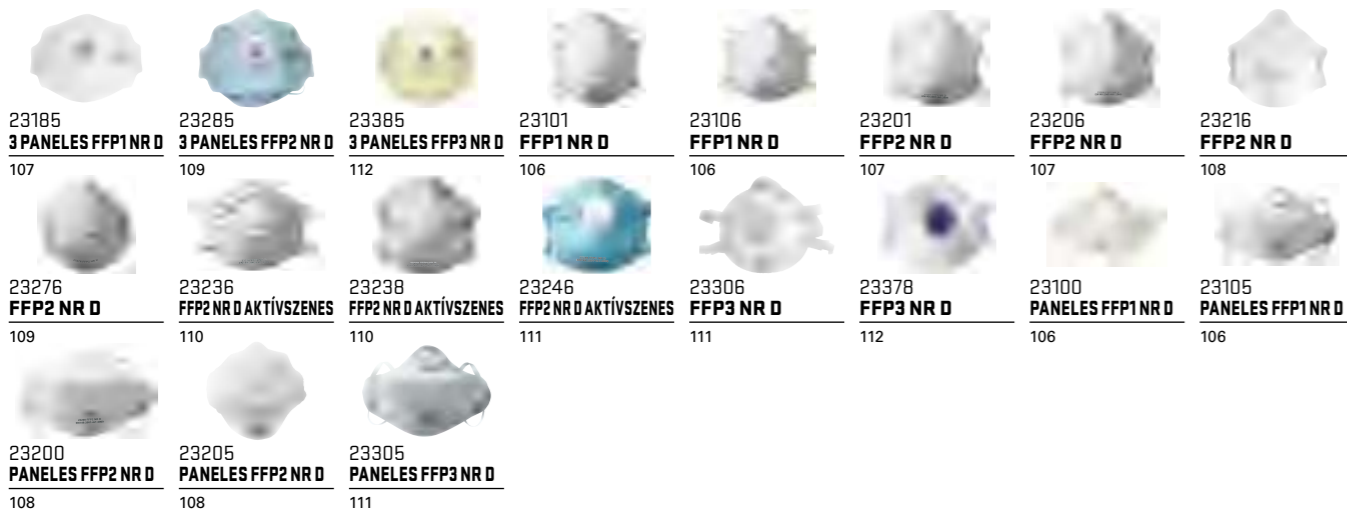 23185
3 PANELES FFP1 NR D
107
23285
3 PANELES FFP2 NR D
109
23385
3 PANELES FFP3 NR D
112
23101
FFP1 NR D
106
23106
FFP1 NR D
106
23201
FFP2 NR D
107
23206
FFP2 NR D
107
23216
FFP2 NR D
108
23276
FFP2 NR D
109
23236
FFP2 NR D AKTÍVSZENES
110
23238
FFP2 NR D AKTÍVSZENES
110
23246
FFP2 NR D AKTÍVSZENES
111
23306
FFP3 NR D
111
23378
FFP3 NR D
112
23100
PANELES FFP1 NR D
106
23105
PANELES FFP1 NR D
106
23200
PANELES FFP2 NR D
108
23205
PANELES FFP2 NR D
108
23305
PANELES FFP3 NR D
111